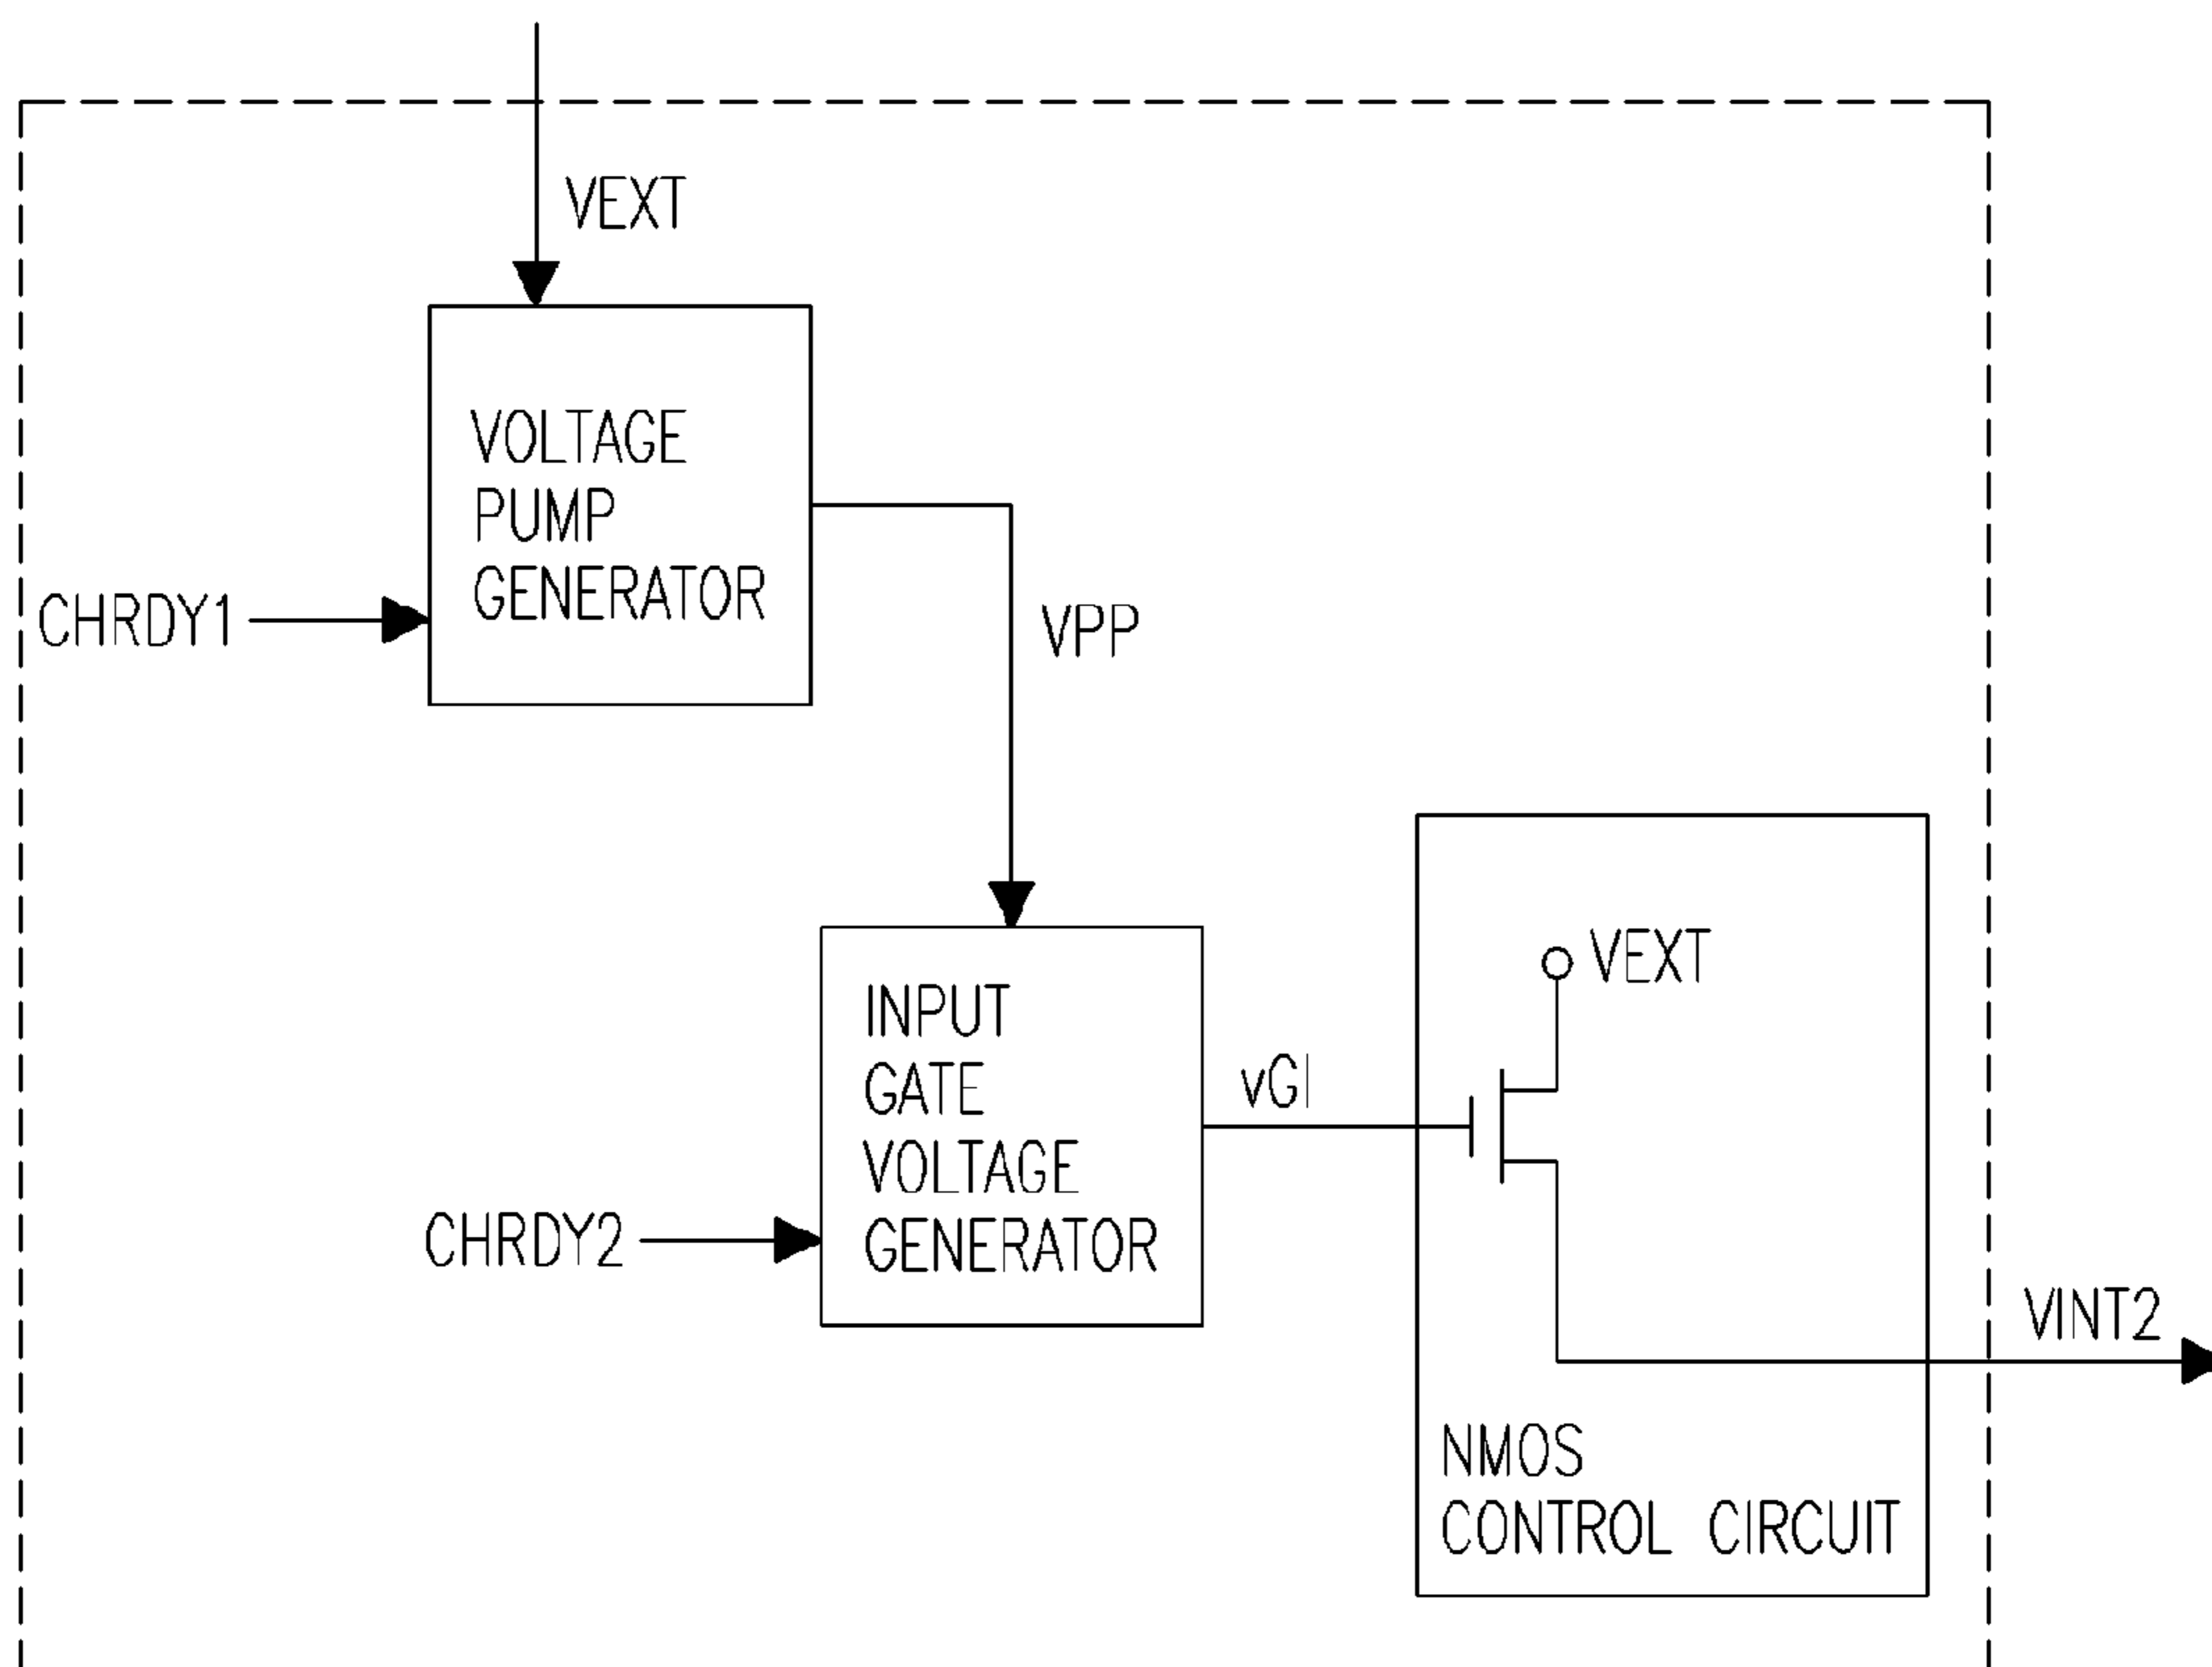 VEXT
VOLTAGE
PUMP
GENERATOR
CHRDY1
VPP
VEXT
INPUT
GATE
VOLTAGE
GENERATOR
vGI
CHRDY2
VINT2
NMOS
CONTROL CIRCUIT